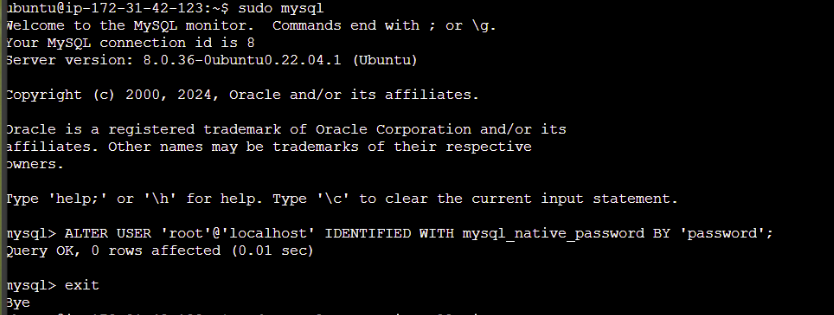 ubuntu@ip-172-31-42-123:~$ sudo mysql
Welcome to the MySQL monitor.  Commands end with ; or \g.
Your MySQL connection id is 8
Server version: 8.0.36-0ubuntu0.22.04.1 (Ubuntu)
Copyright (c) 2000, 2024, Oracle and/or its affiliates.
Oracle is a registered trademark of Oracle Corporation and/or its
affiliates. Other names may be trademarks of their respective
owners.
Type 'help;' or '\h' for help. Type '\c' to clear the current input statement.
mysql> ALTER USER 'root'@'localhost' IDENTIFIED WITH mysql_native_password BY 'password';
Query OK, 0 rows affected (0.01 sec)
mysql> exit
Bye